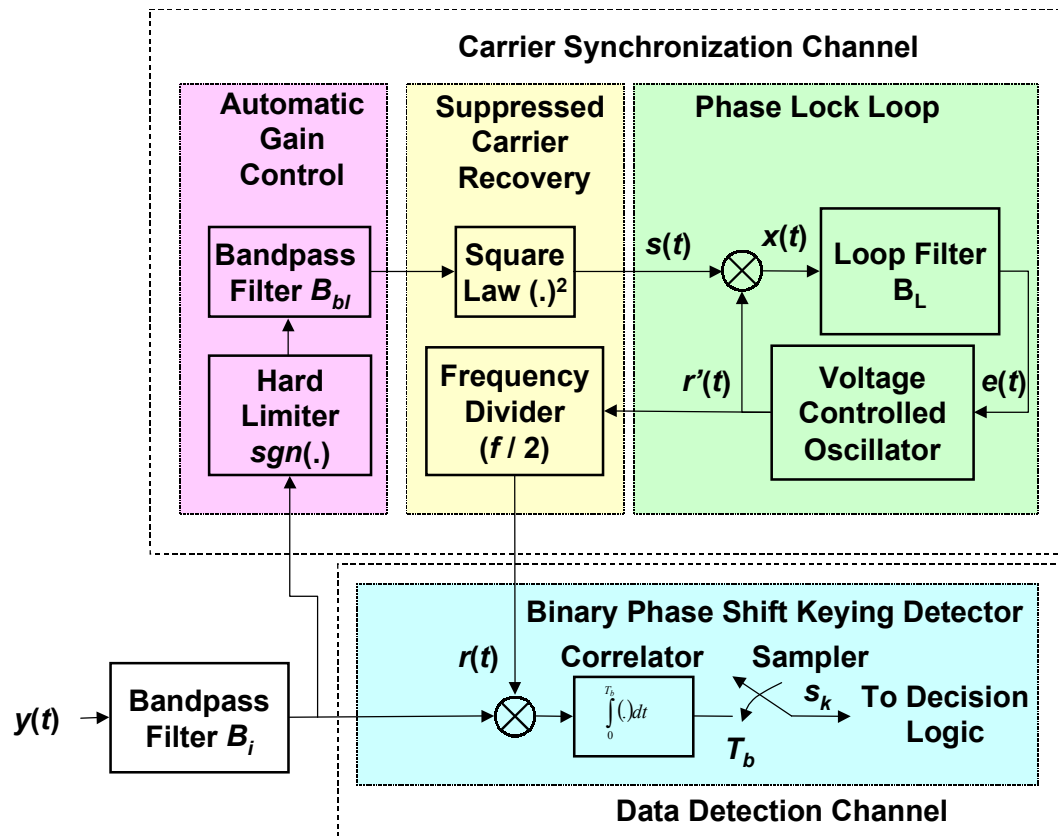 Carrier Synchronization Channel
Automatic
Gain
Control
Suppressed
Carrier
Recovery
Phase Lock Loop
Bandpass
Filter B_bl
Square
Law (.)²
s(t)
x(t)
Loop Filter
B_L
Hard
Limiter
sgn(.)
Frequency
Divider
(f / 2)
r'(t)
Voltage
Controlled
Oscillator
e(t)
Binary Phase Shift Keying Detector
r(t)
Correlator
Sampler
y(t)
Bandpass
Filter B_i
∫₀^{T_b} (.)dt
s_k
T_b
To Decision
Logic
Data Detection Channel